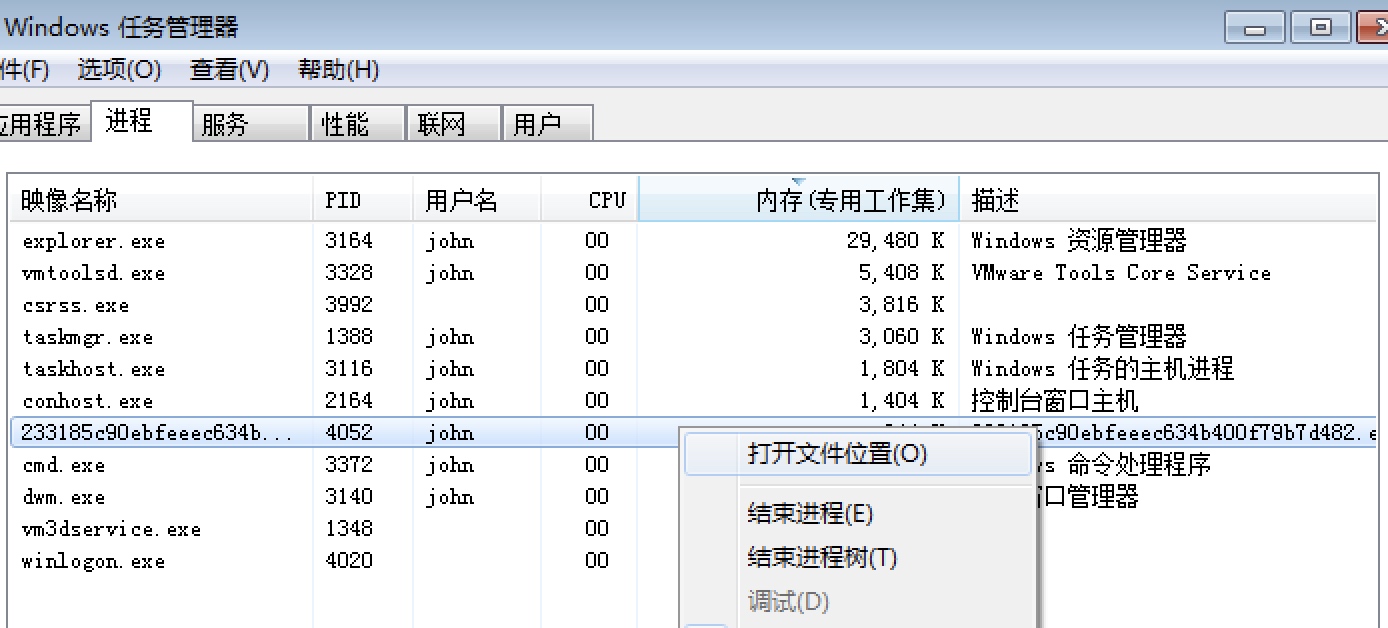 Windows 任务管理器
件(F) 选项(O) 查看(V) 帮助(H)
应用程序 进程 服务 性能 联网 用户
映像名称 PID 用户名 CPU 内存(专用工作集) 描述
explorer.exe 3164 john 00 29,480 K Windows 资源管理器
vmtoolsd.exe 3328 john 00 5,408 K VMware Tools Core Service
csrss.exe 3992 00 3,816 K
taskmgr.exe 1388 john 00 3,060 K Windows 任务管理器
taskhost.exe 3116 john 00 1,804 K Windows 任务的主机进程
conhost.exe 2164 john 00 1,404 K 控制台窗口主机
233185c90ebfeeec634b... 4052 john 00 c90ebfeeec634b400f79b7d482.e
cmd.exe 3372 john 00 s 命令处理程序
dwm.exe 3140 john 00 口管理器
vm3dservice.exe 1348 00
winlogon.exe 4020 00
打开文件位置(O)
结束进程(E)
结束进程树(T)
调试(D)